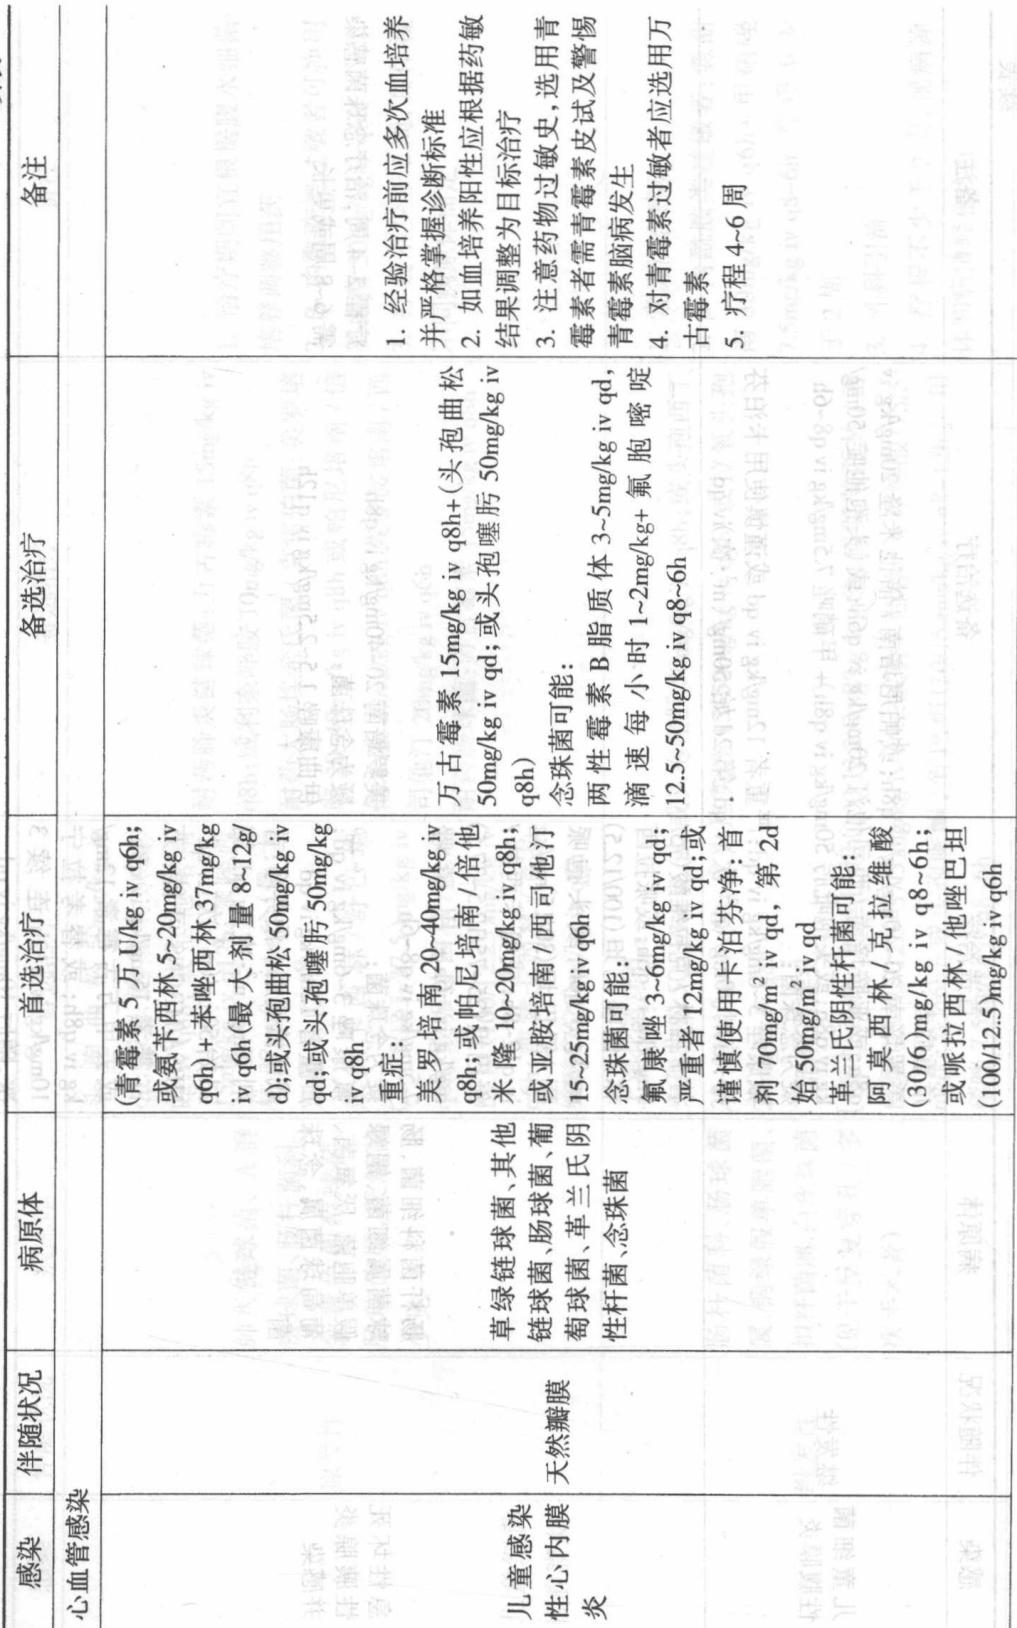 感染
伴随状况
病原体
首选治疗
备选治疗
备注
心血管感染
儿童感染
性心内膜
炎
天然瓣膜
草绿链球菌、其他
链球菌、肠球菌、葡
萄球菌、革兰氏阴
性杆菌、念珠菌
(青霉素 5 万 U/kg iv q6h;
或氨苄西林 5~20mg/kg iv
q6h) + 苯唑西林 37mg/kg
iv q6h (最大剂量 8~12g/
d);或头孢曲松 50mg/kg iv
qd; 或头孢噻肟 50mg/kg
iv q8h
重症:
美罗培南 20~40mg/kg iv
q8h; 或帕尼培南/倍他
米隆 10~20mg/kg iv q8h;
或亚胺培南/西司他汀
15~25mg/kg iv q6h
念珠菌可能:
氟康唑 3~6mg/kg iv qd;
严重者 12mg/kg iv qd;或
谨慎使用卡泊芬净: 首
剂 70mg/m² iv qd, 第 2d
始 50mg/m² iv qd
革兰氏阴性杆菌可能:
阿莫西林/克拉维酸
(30/6)mg/kg iv q8~6h;
或哌拉西林/他唑巴坦
(100/12.5)mg/kg iv q6h
万古霉素 15mg/kg iv q8h+(头孢曲松
50mg/kg iv qd; 或头孢噻肟 50mg/kg iv
q8h)
念珠菌可能:
两性霉素 B 脂质体 3~5mg/kg iv qd,
滴速每小时 1~2mg/kg+ 氟胞嘧啶
12.5~50mg/kg iv q8~6h
1. 经验治疗前应多次血培养
并严格掌握诊断标准
2. 如血培养阳性应根据药敏
结果调整为目标治疗
3. 注意药物过敏史,选用青
霉素者需青霉素皮试及警惕
青霉素脑病发生
4. 对青霉素过敏者应选用万
古霉素
5. 疗程 4~6 周